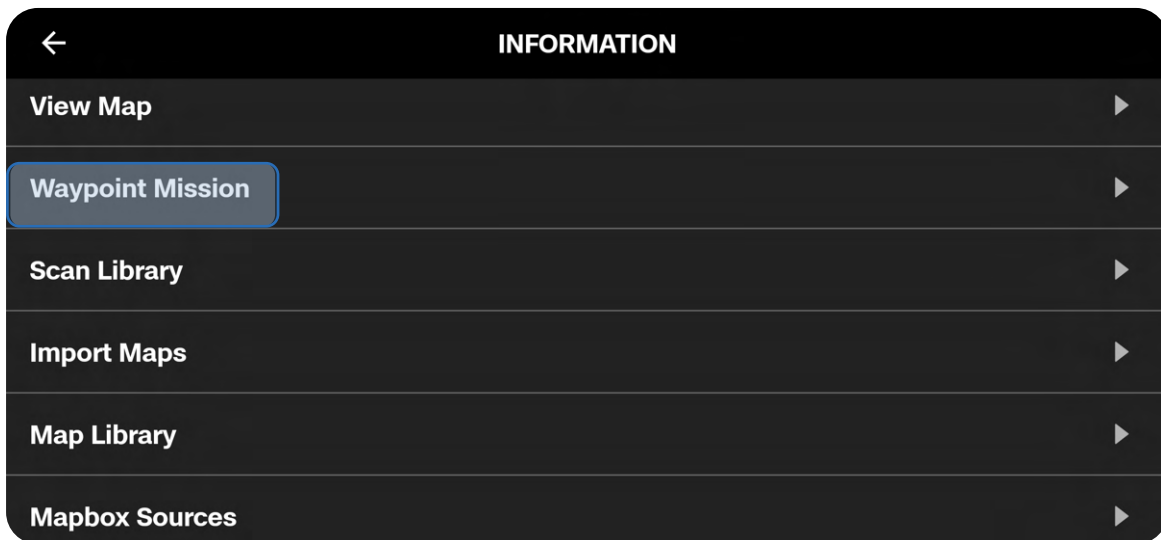 INFORMATION
View Map
Waypoint Mission
Scan Library
Import Maps
Map Library
Mapbox Sources